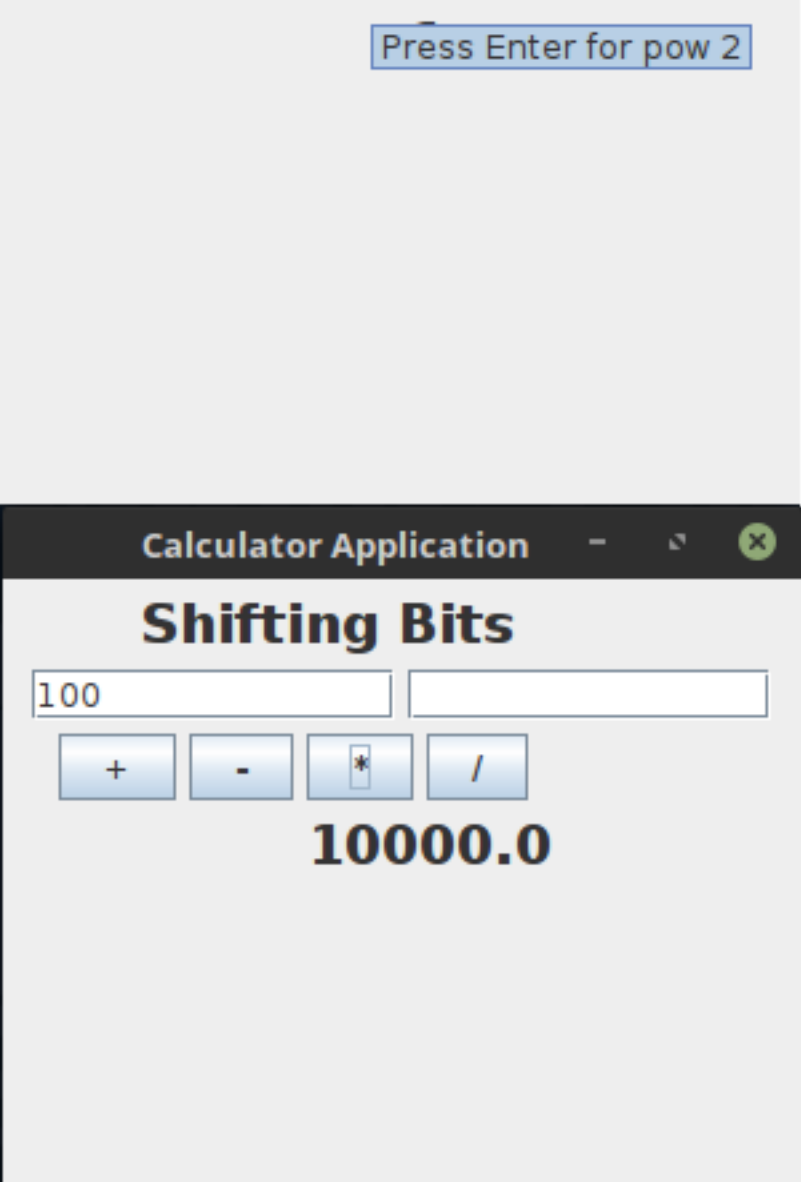 Press Enter for pow 2
Calculator Application
Shifting Bits
100
+ - * /
10000.0